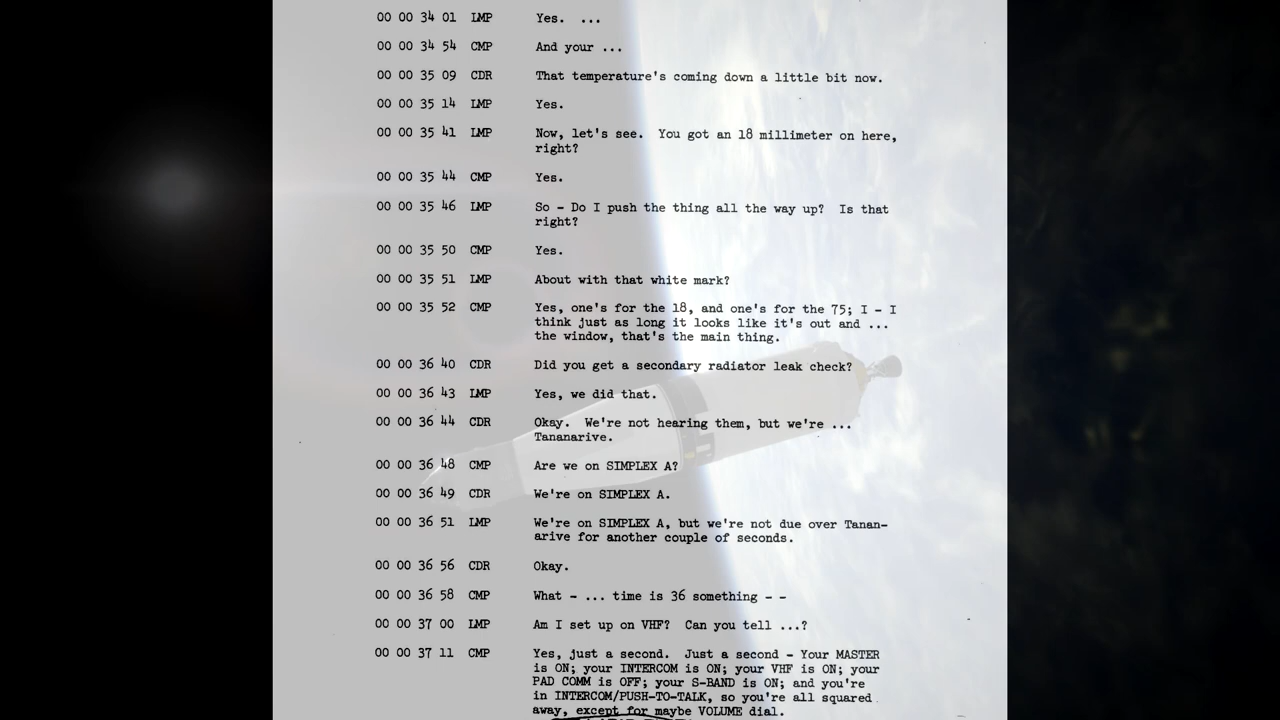 00 00 34 01 LMP Yes. ...
00 00 34 54 CMP And your ...
00 00 35 09 CDR That temperature's coming down a little bit now.
00 00 35 14 LMP Yes.
00 00 35 41 LMP Now, let's see. You got an 18 millimeter on here,
right?
00 00 35 44 CMP Yes.
00 00 35 46 LMP So - Do I push the thing all the way up? Is that
right?
00 00 35 50 CMP Yes.
00 00 35 51 LMP About with that white mark?
00 00 35 52 CMP Yes, one's for the 18, and one's for the 75; I - I
think just as long it looks like it's out and ...
the window, that's the main thing.
00 00 36 40 CDR Did you get a secondary radiator leak check?
00 00 36 43 LMP Yes, we did that.
00 00 36 44 CDR Okay. We're not hearing them, but we're ...
Tananarive.
00 00 36 48 CMP Are we on SIMPLEX A?
00 00 36 49 CDR We're on SIMPLEX A.
00 00 36 51 LMP We're on SIMPLEX A, but we're not due over Tanan-
arive for another couple of seconds.
00 00 36 56 CDR Okay.
00 00 36 58 CMP What - ... time is 36 something - -
00 00 37 00 LMP Am I set up on VHF? Can you tell ...?
00 00 37 11 CMP Yes, just a second. Just a second - Your MASTER
is ON; your INTERCOM is ON; your VHF is ON; your
PAD COMM is OFF; your S-BAND is ON; and you're
in INTERCOM/PUSH-TO-TALK, so you're all squared
away, except for maybe VOLUME dial.